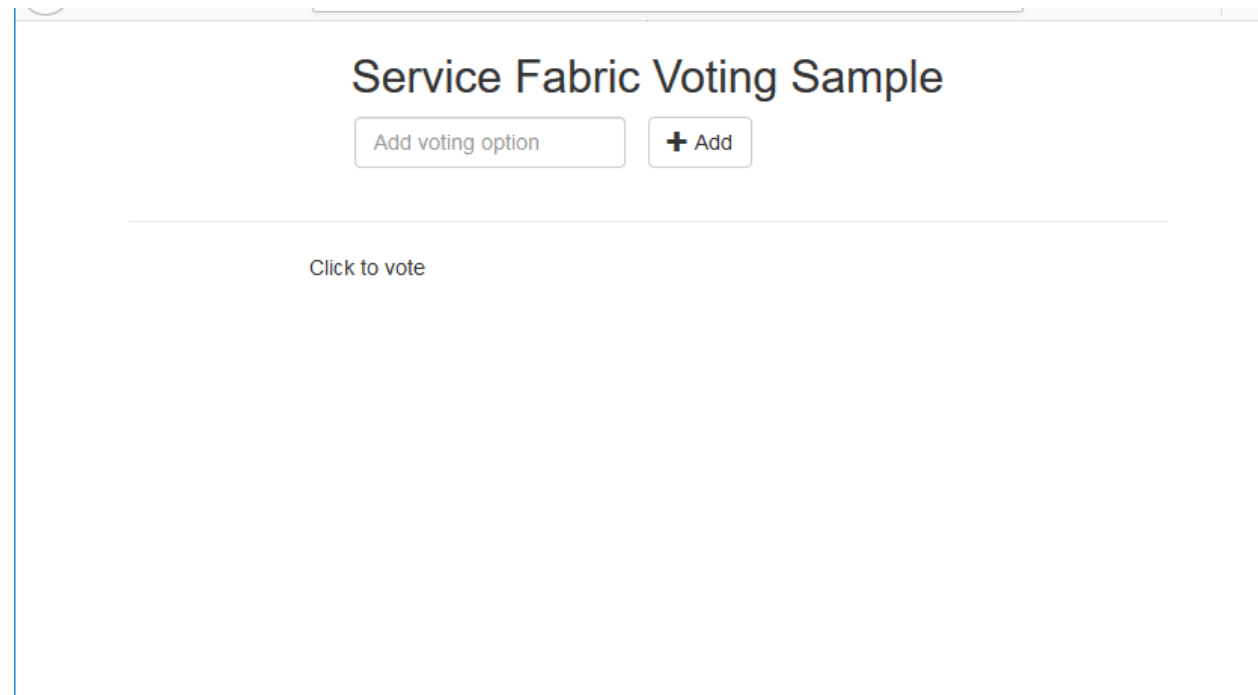 Service Fabric Voting Sample
Add voting option
Add
Click to vote